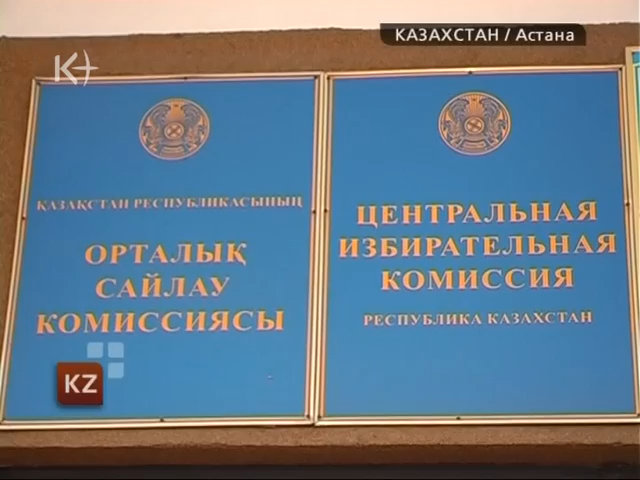 КАЗАХСТАН / Астана
K+
ҚАЗАҚСТАН РЕСПУБЛИКАСЫНЫҢ
ОРТАЛЫҚ
САЙЛАУ
КОМИССИЯСЫ
ЦЕНТРАЛЬНАЯ
ИЗБИРАТЕЛЬНАЯ
КОМИССИЯ
РЕСПУБЛИКА КАЗАХСТАН
KZ